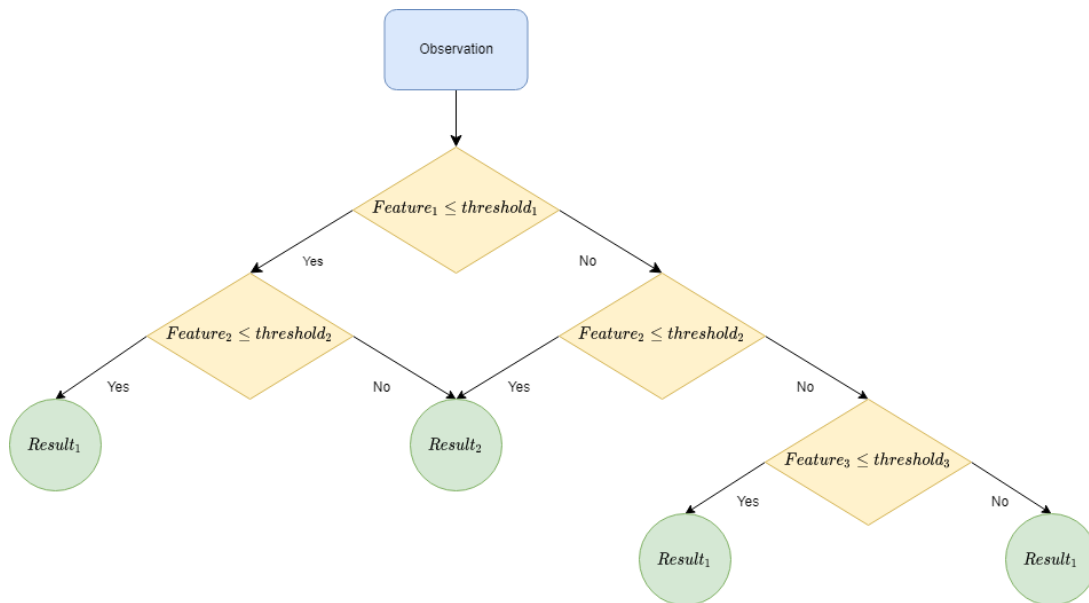 Observation
Feature₁ ≤ threshold₁
Yes
No
Feature₂ ≤ threshold₂
Feature₂ ≤ threshold₂
Yes
No
Yes
No
Result₁
Result₂
Feature₃ ≤ threshold₃
Yes
No
Result₁
Result₁